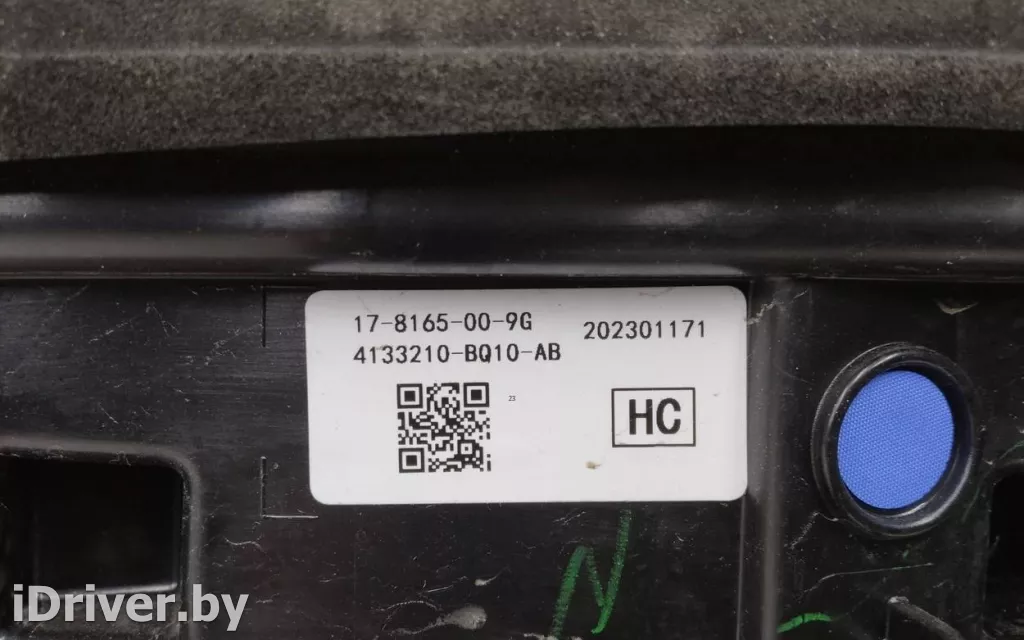 17-8165-00-9G
202301171
4133210-BQ10-AB
23
HC
N
iDriver.by